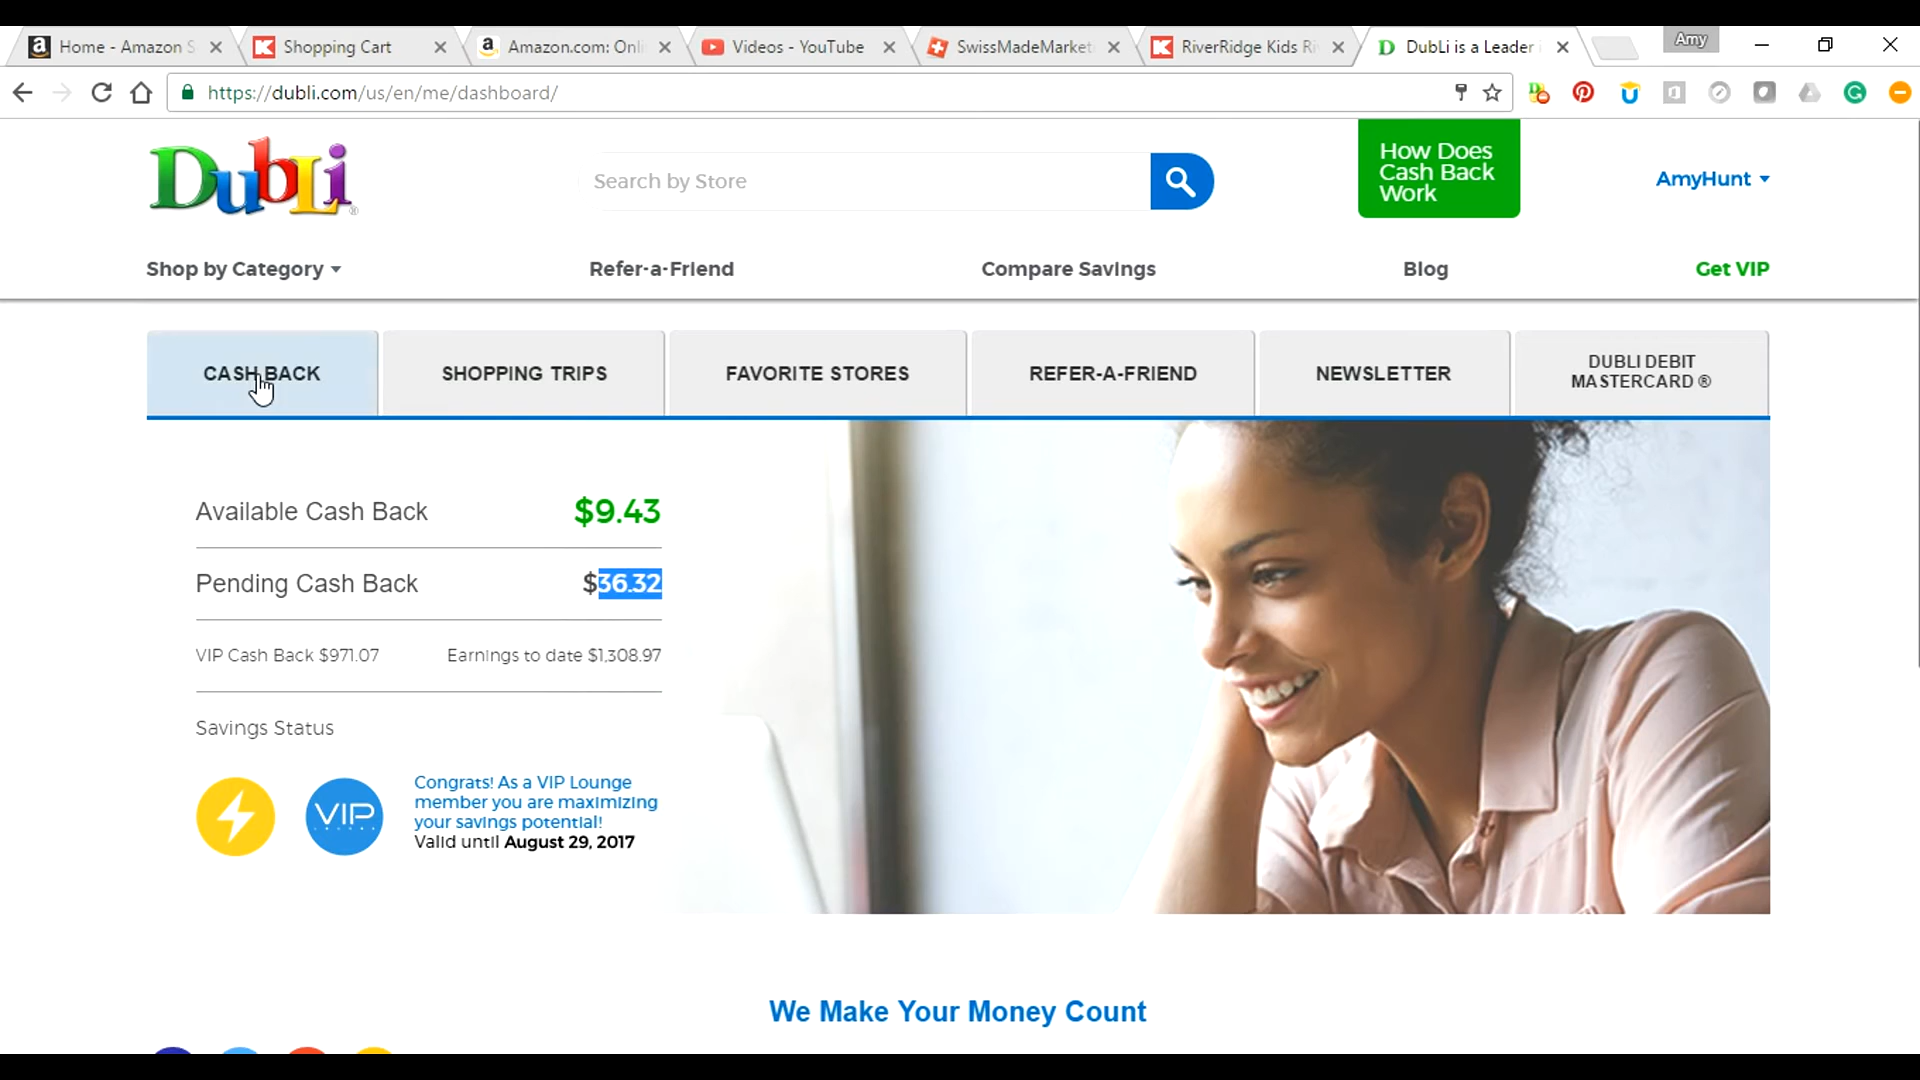 Home - Amazon S
Shopping Cart
Amazon.com: Onli
Videos - YouTube
SwissMadeMarket
RiverRidge Kids Ri
DubLi is a Leader
Amy
https://dubli.com/us/en/me/dashboard/
DubLi
Search by Store
How Does
Cash Back
Work
AmyHunt
Shop by Category
Refer-a-Friend
Compare Savings
Blog
Get VIP
CASH BACK
SHOPPING TRIPS
FAVORITE STORES
REFER-A-FRIEND
NEWSLETTER
DUBLI DEBIT
MASTERCARD ®
Available Cash Back $9.43
Pending Cash Back $36.32
VIP Cash Back $971.07 Earnings to date $1,308.97
Savings Status
VIP
Congrats! As a VIP Lounge
member you are maximizing
your savings potential!
Valid until August 29, 2017
We Make Your Money Count